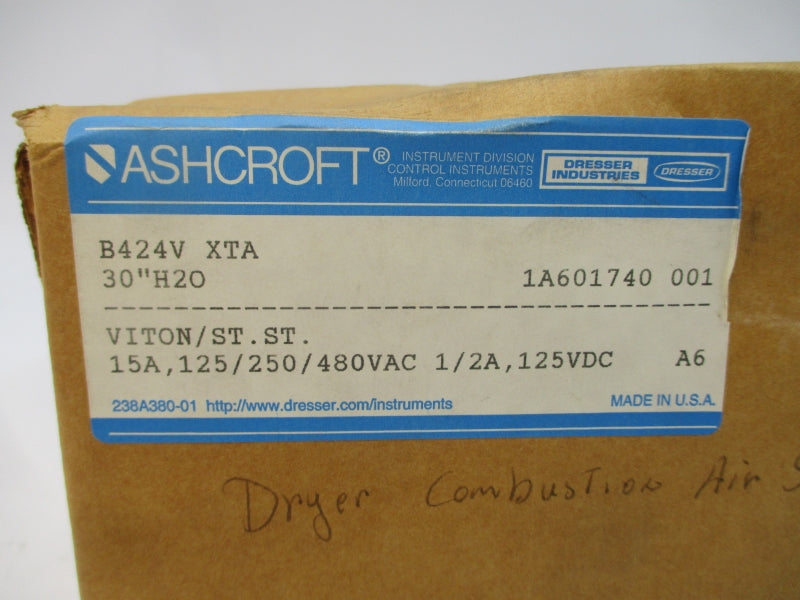 ASHCROFT®
INSTRUMENT DIVISION
CONTROL INSTRUMENTS
Milford, Connecticut 06460
DRESSER
INDUSTRIES
DRESSER
B424V XTA
30"H2O 1A601740 001
VITON/ST.ST.
15A,125/250/480VAC 1/2A,125VDC A6
238A380-01 http://www.dresser.com/instruments MADE IN U.S.A.
Dryer Combustion Air